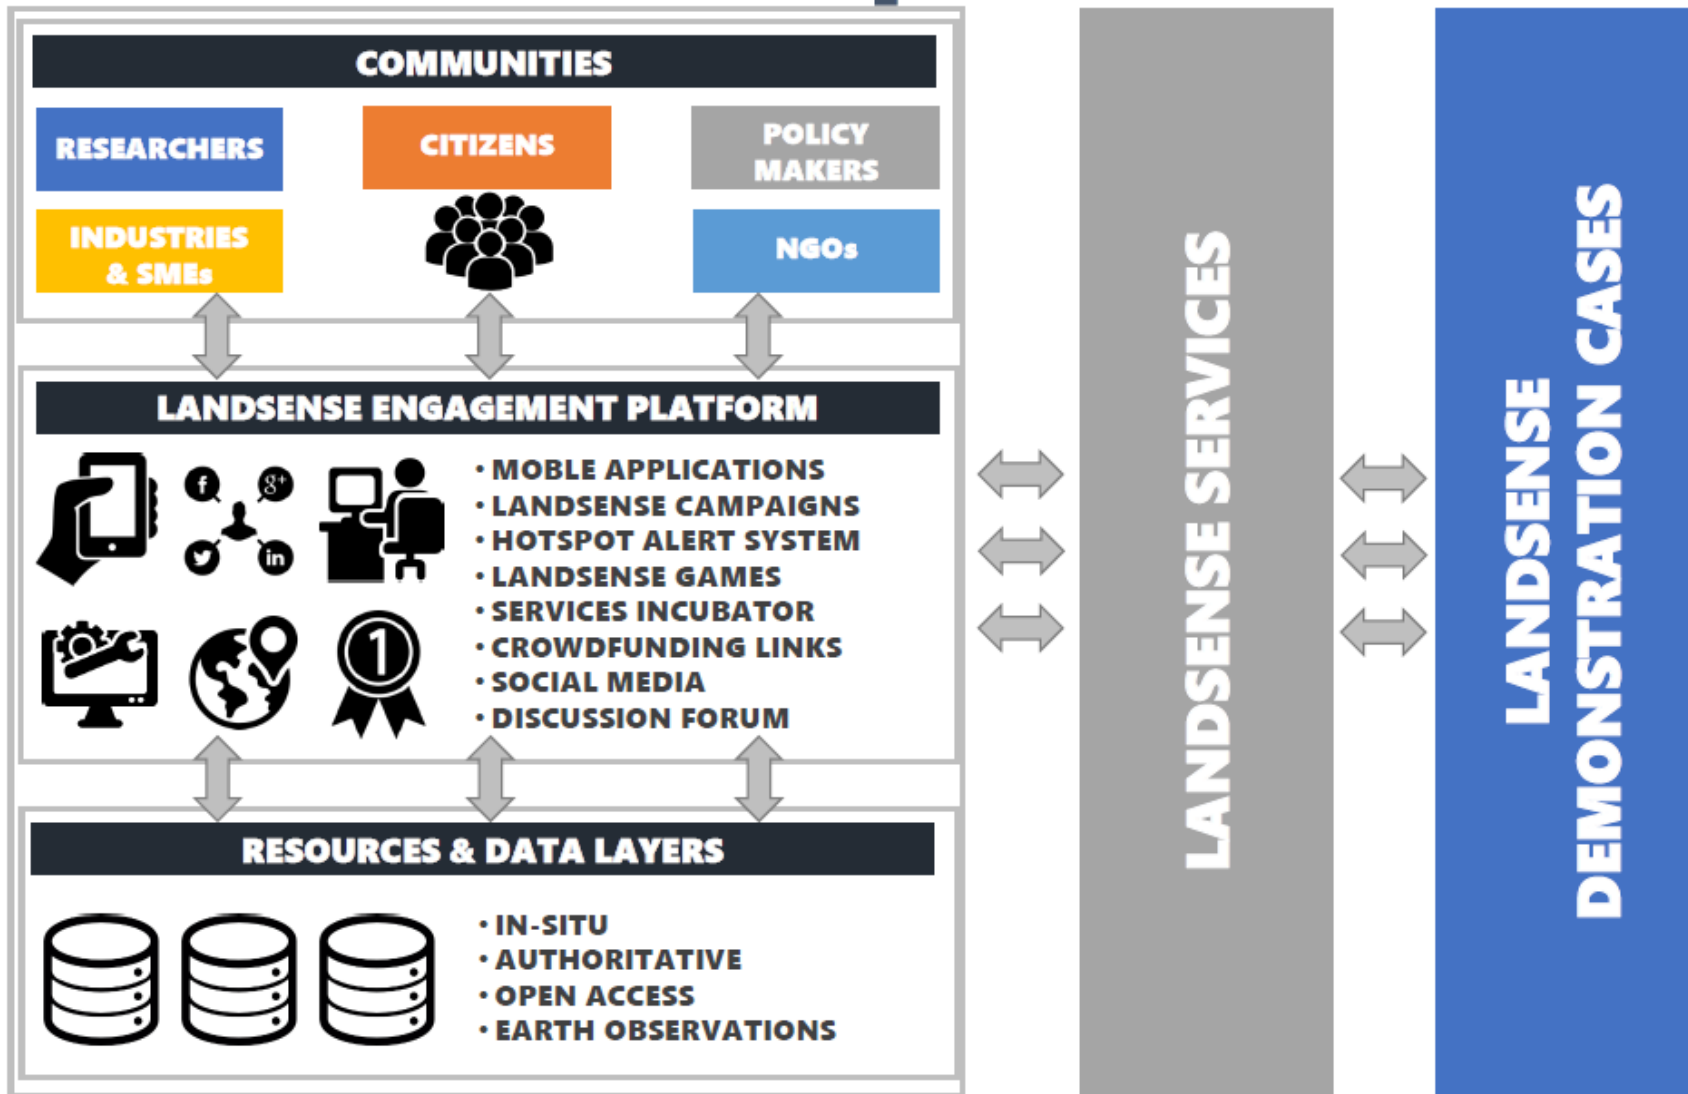 COMMUNITIES
RESEARCHERS
CITIZENS
POLICY
MAKERS
INDUSTRIES
& SMEs
NGOs
LANDSENSE ENGAGEMENT PLATFORM
f
g+
in
1
• MOBLE APPLICATIONS
• LANDSENSE CAMPAIGNS
• HOTSPOT ALERT SYSTEM
• LANDSENSE GAMES
• SERVICES INCUBATOR
• CROWDFUNDING LINKS
• SOCIAL MEDIA
• DISCUSSION FORUM
RESOURCES & DATA LAYERS
• IN-SITU
• AUTHORITATIVE
• OPEN ACCESS
• EARTH OBSERVATIONS
LANDSENSE SERVICES
LANDSENSE
DEMONSTRATION CASES